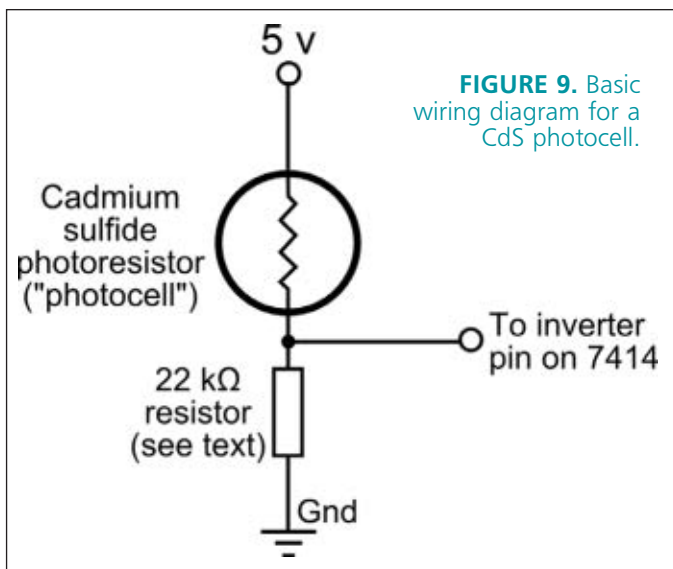 5 v
FIGURE 9. Basic
wiring diagram for a
CdS photocell.
Cadmium
sulfide
photoresistor
("photocell")
To inverter
pin on 7414
22 kΩ
resistor
(see text)
Gnd